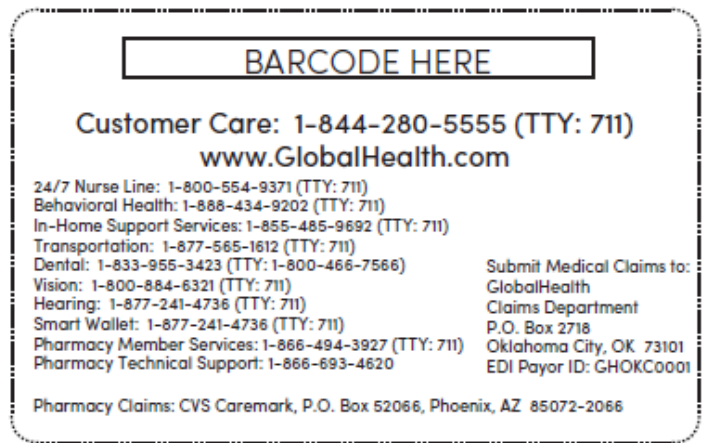 BARCODE HERE
Customer Care: 1-844-280-5555 (TTY: 711)
www.GlobalHealth.com
24/7 Nurse Line: 1-800-554-9371 (TTY: 711)
Behavioral Health: 1-888-434-9202 (TTY: 711)
In-Home Support Services: 1-855-485-9692 (TTY: 711)
Transportation: 1-877-565-1612 (TTY: 711)
Dental: 1-833-955-3423 (TTY: 1-800-466-7566)
Vision: 1-800-884-6321 (TTY: 711)
Hearing: 1-877-241-4736 (TTY: 711)
Smart Wallet: 1-877-241-4736 (TTY: 711)
Pharmacy Member Services: 1-866-494-3927 (TTY: 711)
Pharmacy Technical Support: 1-866-693-4620
Submit Medical Claims to:
GlobalHealth
Claims Department
P.O. Box 2718
Oklahoma City, OK 73101
EDI Payor ID: GHOKC0001
Pharmacy Claims: CVS Caremark, P.O. Box 52066, Phoenix, AZ 85072-2066